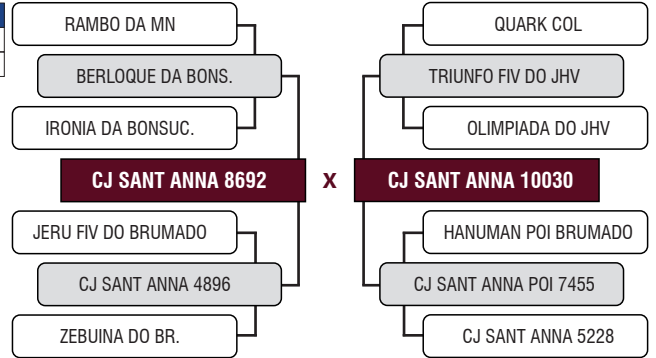 RAMBO DA MN
QUARK COL
BERLOQUE DA BONS.
TRIUNFO FIV DO JHV
IRONIA DA BONSUC.
OLIMPIADA DO JHV
CJ SANT ANNA 8692
X
CJ SANT ANNA 10030
JERU FIV DO BRUMADO
HANUMAN POI BRUMADO
CJ SANT ANNA 4896
CJ SANT ANNA POI 7455
ZEBUINA DO BR.
CJ SANT ANNA 5228